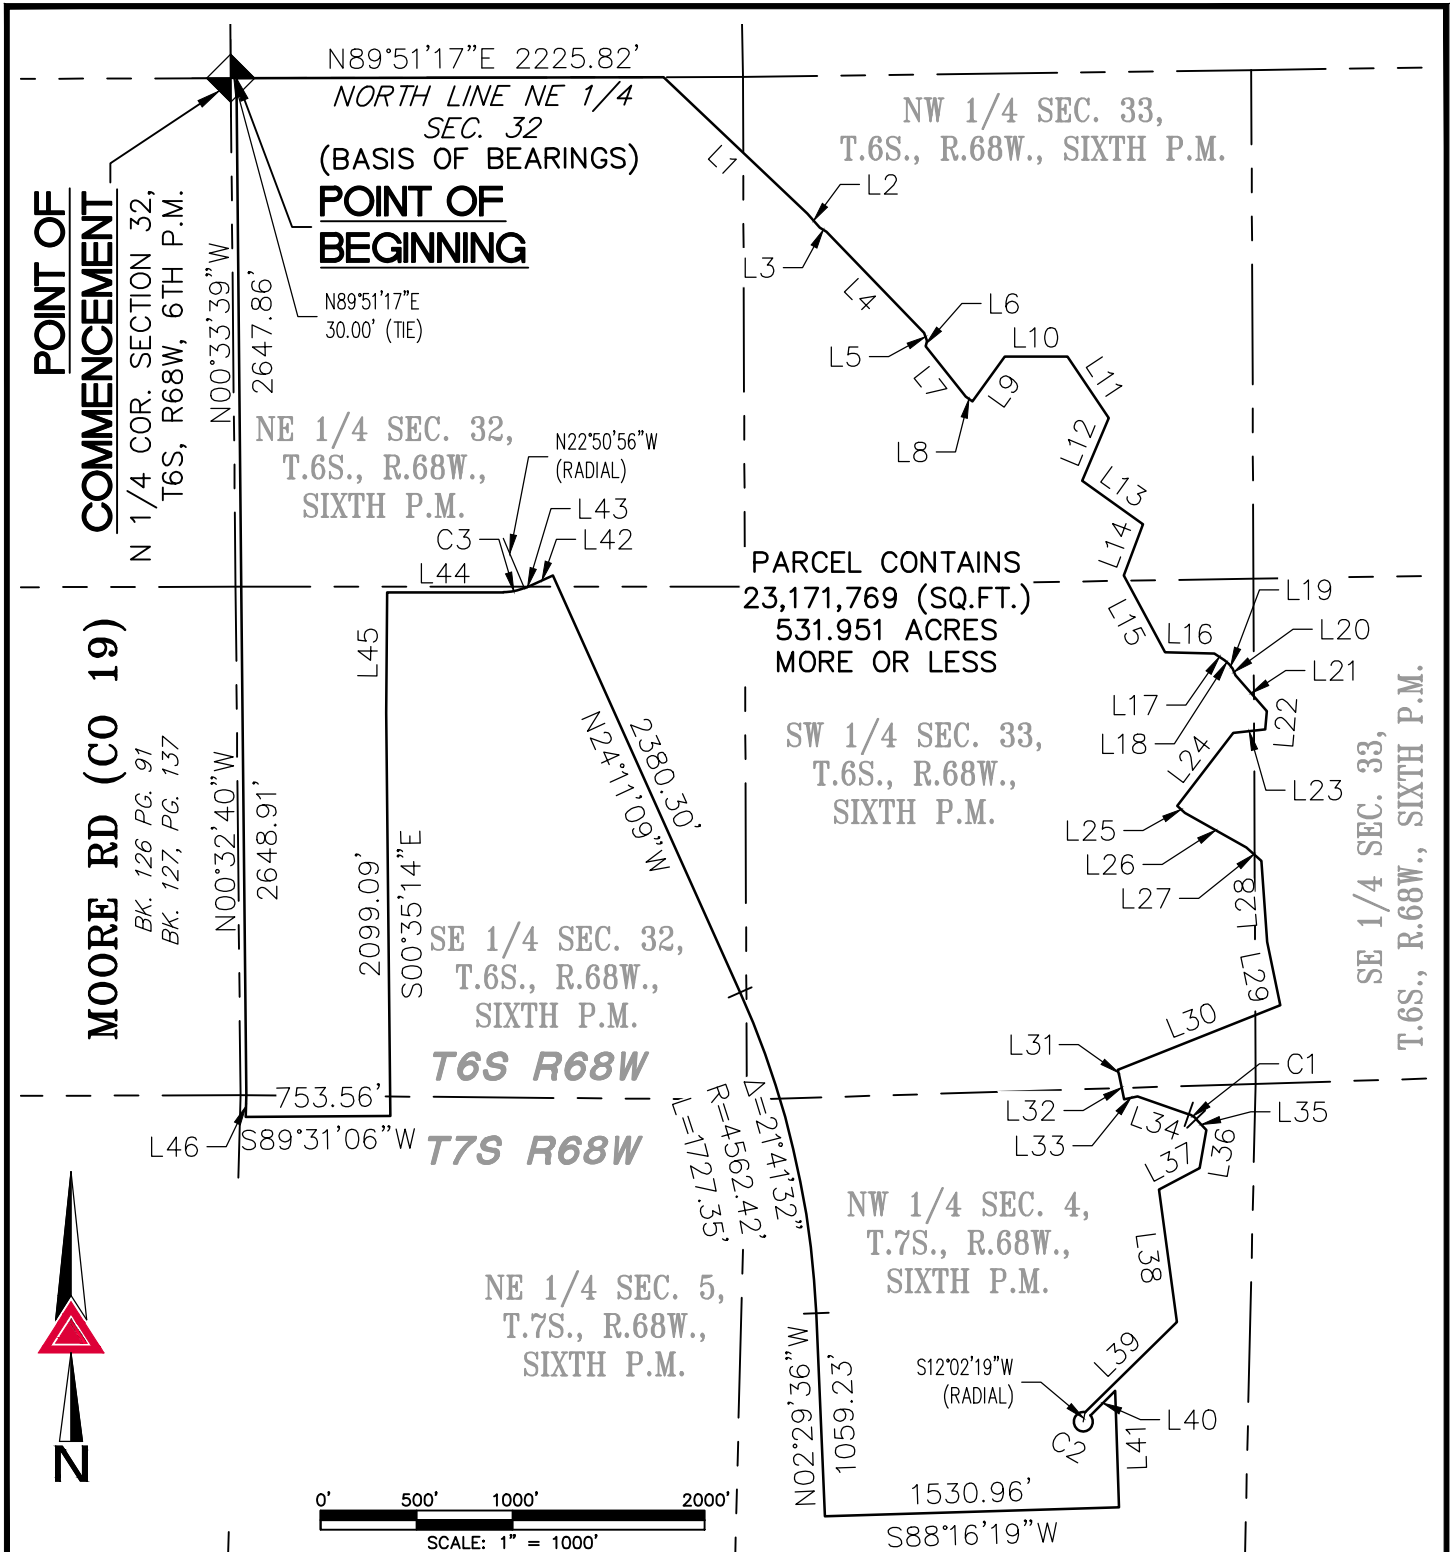 N89°51'17"E 2225.82'
NORTH LINE NE 1/4
SEC. 32
(BASIS OF BEARINGS)
POINT OF
BEGINNING
N89°51'17"E
30.00' (TIE)
POINT OF
COMMENCEMENT
N 1/4 COR. SECTION 32,
T6S, R68W, 6TH P.M.
N00°33'39"W
2647.86'
NW 1/4 SEC. 33,
T.6S., R.68W., SIXTH P.M.
L1
L2
L3
L4
L5
L6
L7
L8
L9
L10
L11
L12
L13
L14
L15
L16
L17
L18
L19
L20
L21
L22
L23
L24
L25
L26
L27
L28
L29
L30
L31
L32
L33
L34
C1
L35
L36
L37
L38
L39
L40
L41
C2
S12°02'19"W
(RADIAL)
NE 1/4 SEC. 32,
T.6S., R.68W.,
SIXTH P.M.
N22°50'56"W
(RADIAL)
L43
L42
C3
L44
L45
PARCEL CONTAINS
23,171,769 (SQ.FT.)
531.951 ACRES
MORE OR LESS
MOORE RD (CO 19)
BK. 126 PG. 91
BK. 127, PG. 137
N00°32'40"W
2648.91'
2099.09'
S00°35'14"E
2380.30'
N24°11'09"W
SW 1/4 SEC. 33,
T.6S., R.68W.,
SIXTH P.M.
SE 1/4 SEC. 33,
T.6S., R.68W., SIXTH P.M.
SE 1/4 SEC. 32,
T.6S., R.68W.,
SIXTH P.M.
T6S R68W
753.56'
S89°31'06"W
L46
T7S R68W
Δ=21°41'32"
R=4562.42'
L=1727.35'
NW 1/4 SEC. 4,
T.7S., R.68W.,
SIXTH P.M.
NE 1/4 SEC. 5,
T.7S., R.68W.,
SIXTH P.M.
N02°29'36"W
1059.23'
1530.96'
S88°16'19"W
N
0' 500' 1000' 2000'
SCALE: 1" = 1000'